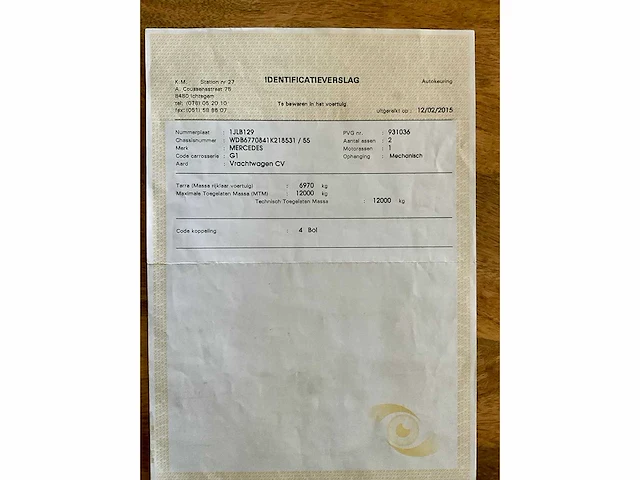 IDENTIFICATIEVERSLAG
K.M. Station nr 27
Autokeuring
A. Coussensstraat 76
8480 Ichtegem
tel: (078) 05 20 10
Te bewaren in het voertuig
fax:(051) 58 88 07
uitgereikt op : 12/02/2015
Nummerplaat : 1JLB129
PVG nr. : 931036
Chassisnummer : WDB6770841K218531 / 55
Aantal assen : 2
Merk : MERCEDES
Motorassen : 1
Code carrosserie : G1
Ophanging : Mechanisch
Aard : Vrachtwagen CV
Tarra (Massa rijklaar voertuig) : 6970 kg
Maximale Toegelaten Massa (MTM) : 12000 kg
Technisch Toegelaten Massa : 12000 kg
Code koppeling : 4 Bol